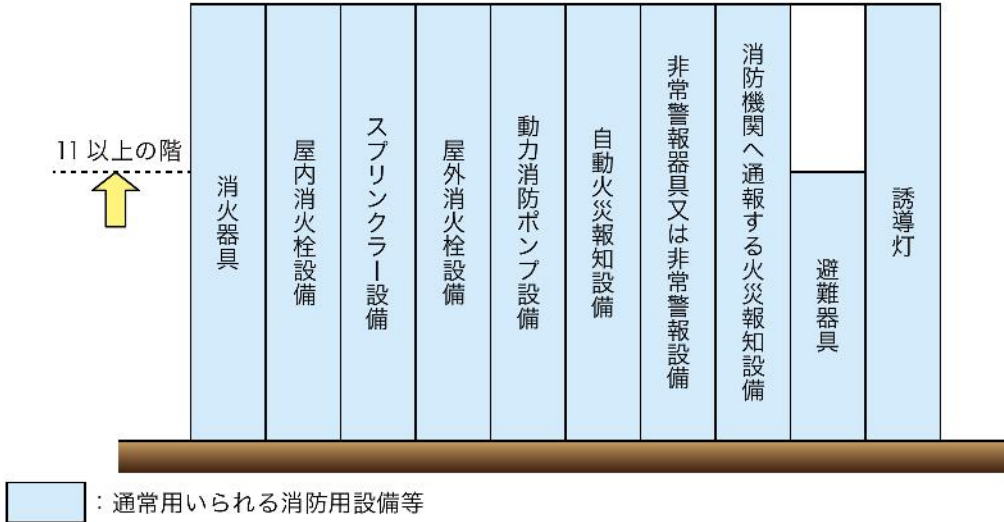 11 以上の階
消火器具
屋内消火栓設備
スプリンクラー設備
屋外消火栓設備
動力消防ポンプ設備
自動火災報知設備
非常警報器具又は非常警報設備
消防機関へ通報する火災報知設備
避難器具
誘導灯
：通常用いられる消防用設備等